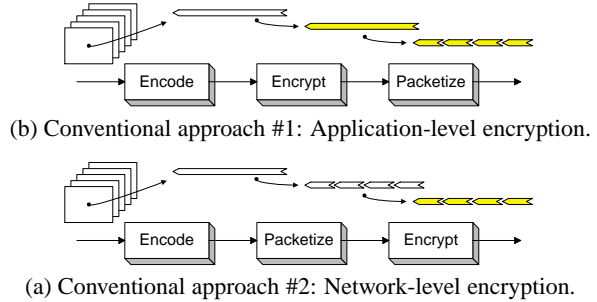 Encode Encrypt Packetize
(b) Conventional approach #1: Application-level encryption.
Encode Packetize Encrypt
(a) Conventional approach #2: Network-level encryption.